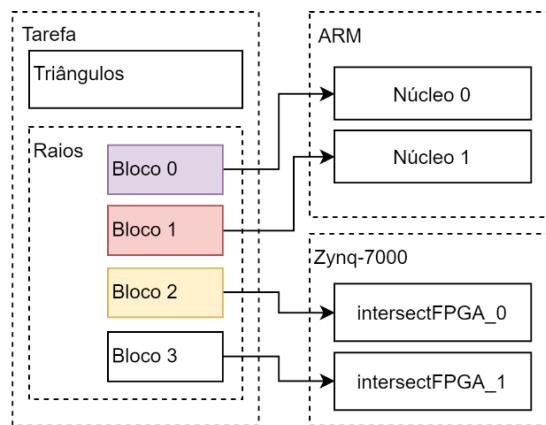 Tarefa
Triângulos
Raios
Bloco 0
Bloco 1
Bloco 2
Bloco 3
ARM
Núcleo 0
Núcleo 1
Zynq-7000
intersectFPGA_0
intersectFPGA_1